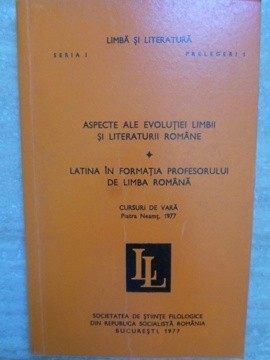 LIMBĂ ȘI LITERATURĂ
SERIA I PRELEGERI 4
ASPECTE ALE EVOLUȚIEI LIMBII
ȘI LITERATURII ROMÂNE
LATINA ÎN FORMAȚIA PROFESORULUI
DE LIMBA ROMÂNĂ
CURSURI DE VARĂ
Piatra Neamț, 1977
LL
SOCIETATEA DE ȘTIINȚE FILOLOGICE
DIN REPUBLICA SOCIALISTĂ ROMÂNIA
BUCUREȘTI, 1977